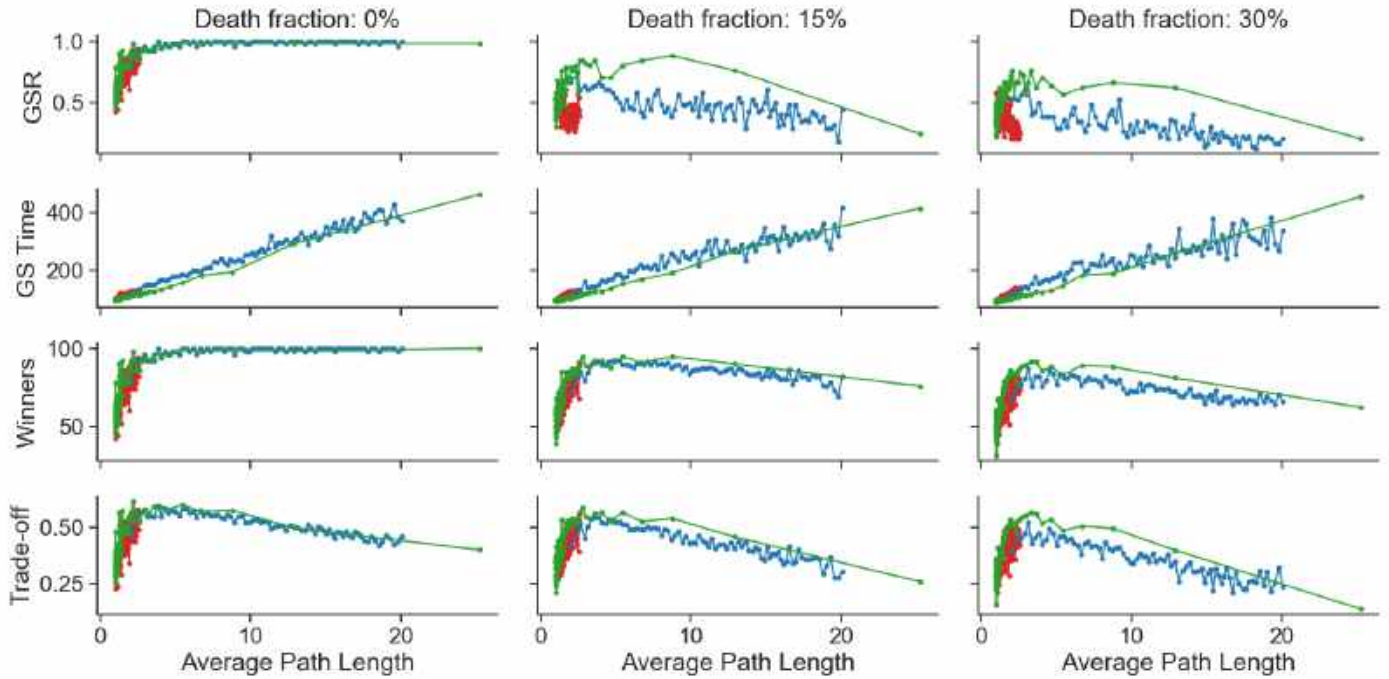 Death fraction: 0% Death fraction: 15% Death fraction: 30%
GSR
1.0
0.5
GS Time
400
200
Winners
100
50
Trade-off
0.50
0.25
0 10 20 0 10 20 0 10 20
Average Path Length Average Path Length Average Path Length